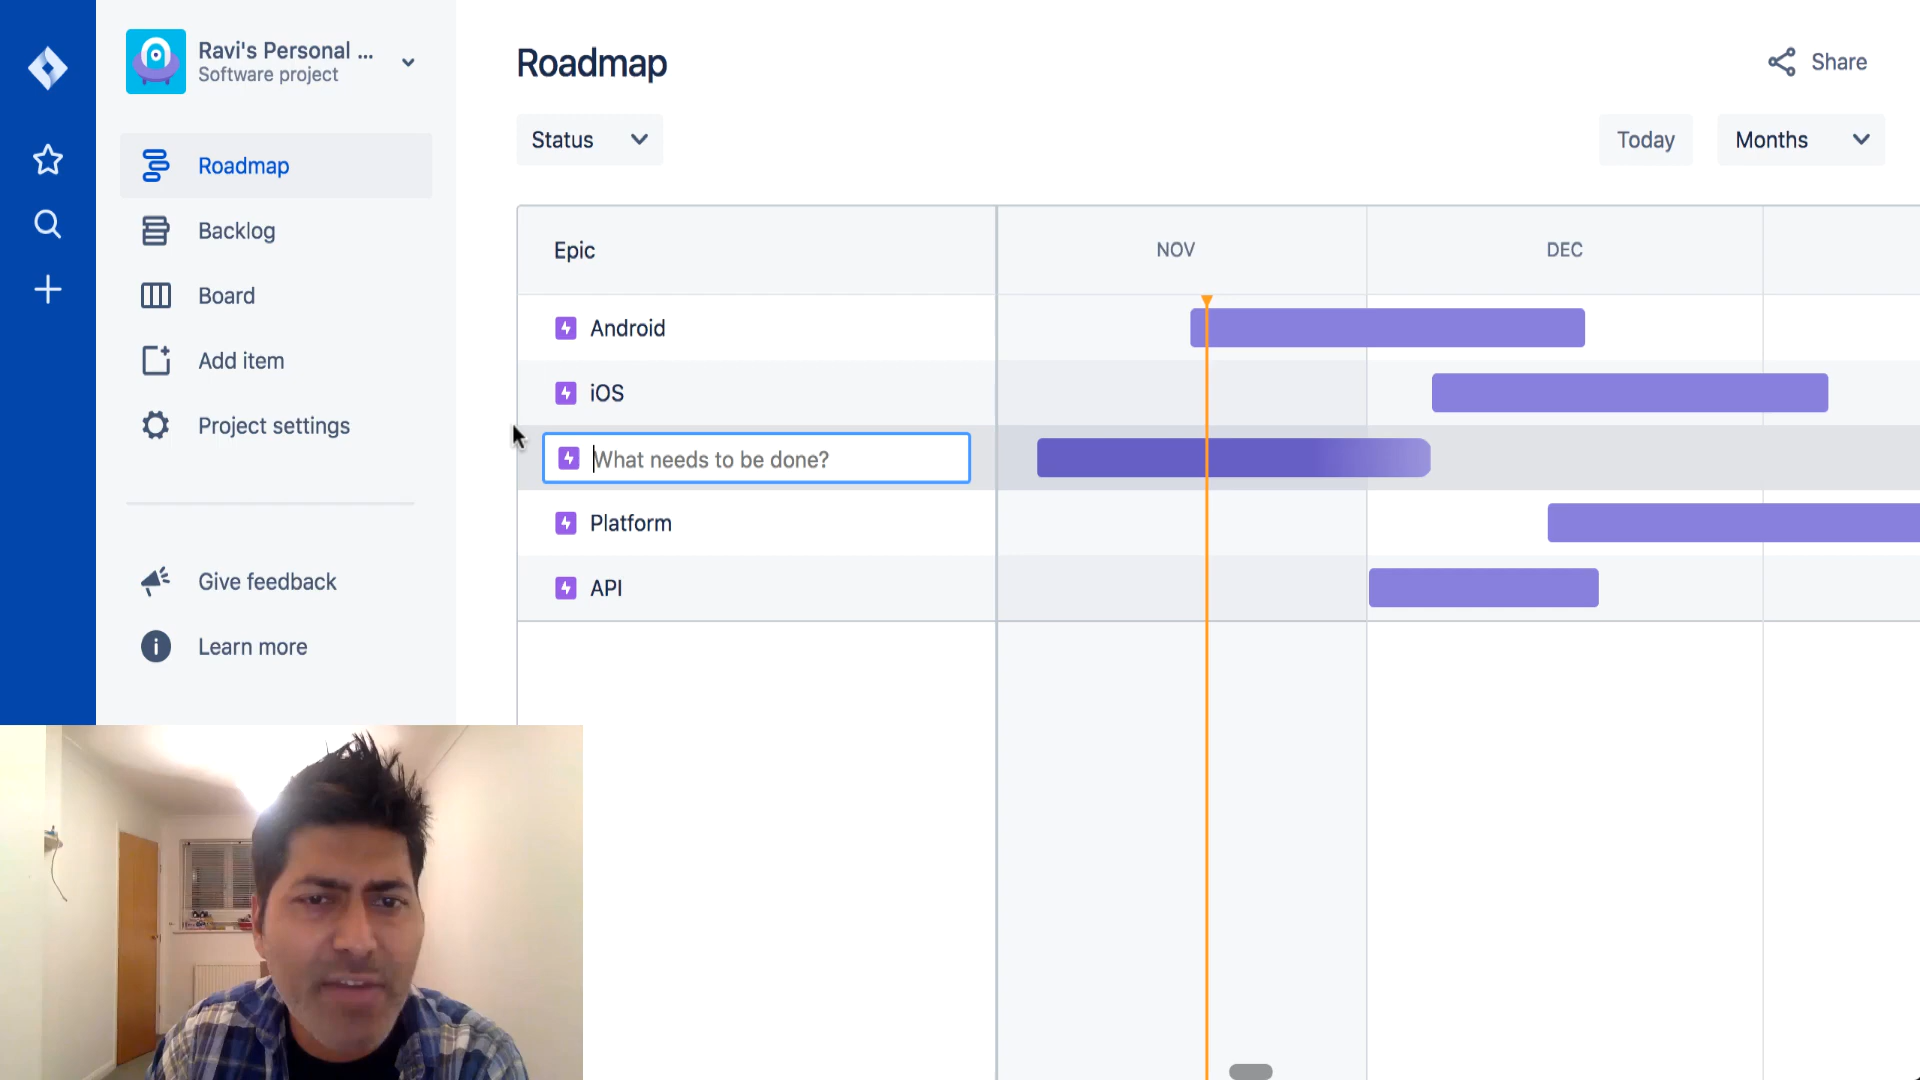 Ravi's Personal ...
Software project
Roadmap
Backlog
Board
Add item
Project settings
Give feedback
Learn more
Roadmap
Share
Status
Today
Months
Epic
NOV
DEC
Android
iOS
What needs to be done?
Platform
API